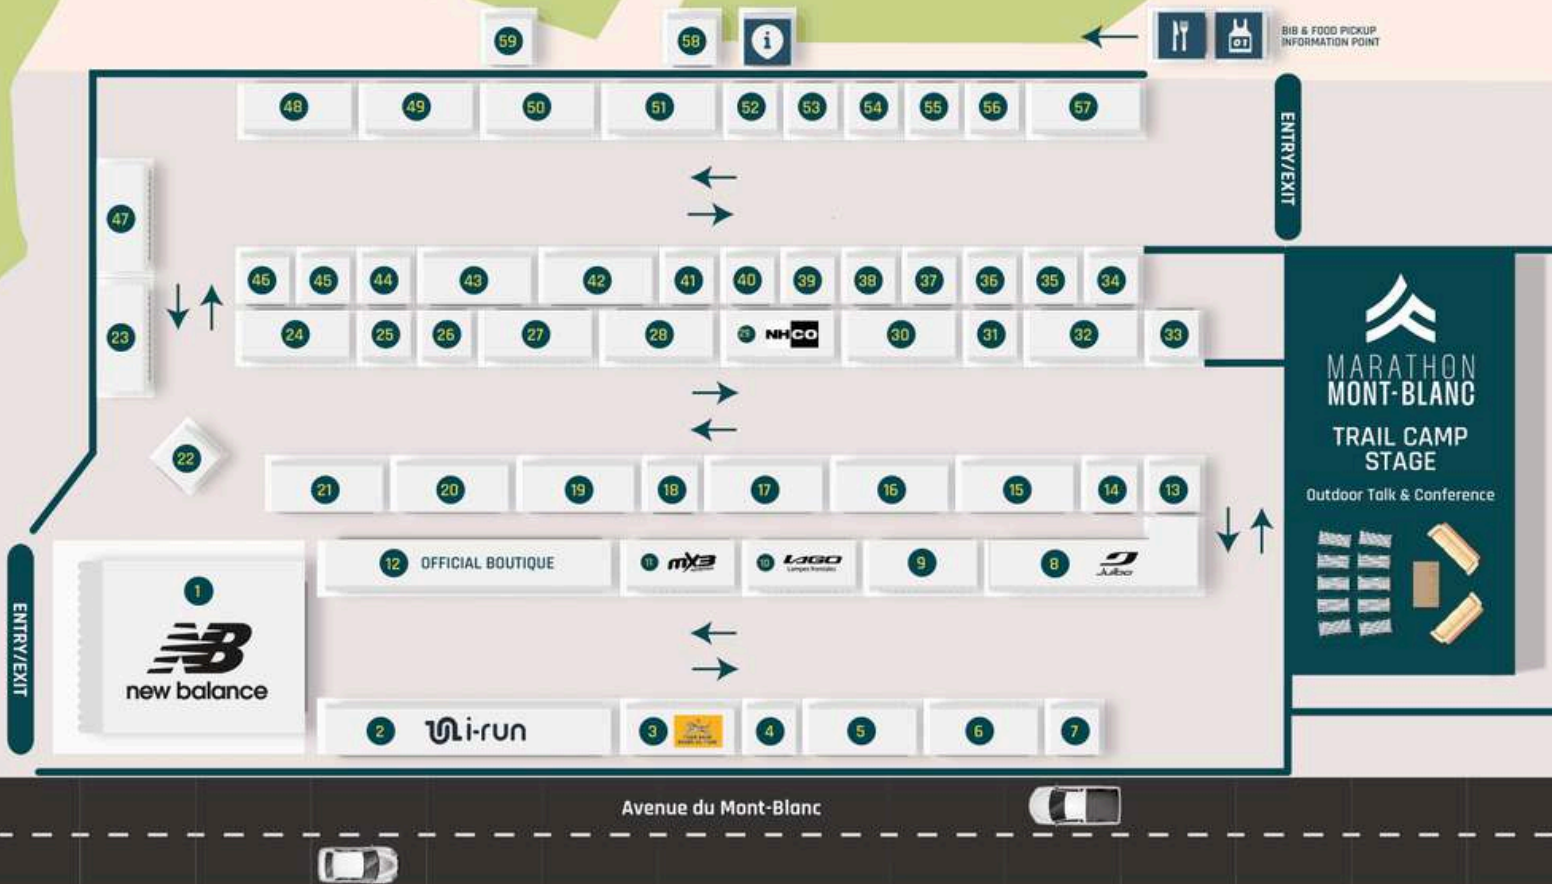 59
58
i
BIB & FOOD PICKUP
INFORMATION POINT
48 49 50 51 52 53 54 55 56 57
ENTRY/EXIT
47
46 45 44 43 42 41 40 39 38 37 36 35 34
23
24 25 26 27 28 29 NHCO 30 31 32 33
MARATHON
MONT-BLANC
TRAIL CAMP
STAGE
Outdoor Talk & Conference
22
21 20 19 18 17 16 15 14 13
12 OFFICIAL BOUTIQUE 11 mx3 10 LAGO 9 8 Julbo
Lampes frontales
ENTRY/EXIT
1
NB
new balance
2 i-run 3 4 5 6 7
Avenue du Mont-Blanc